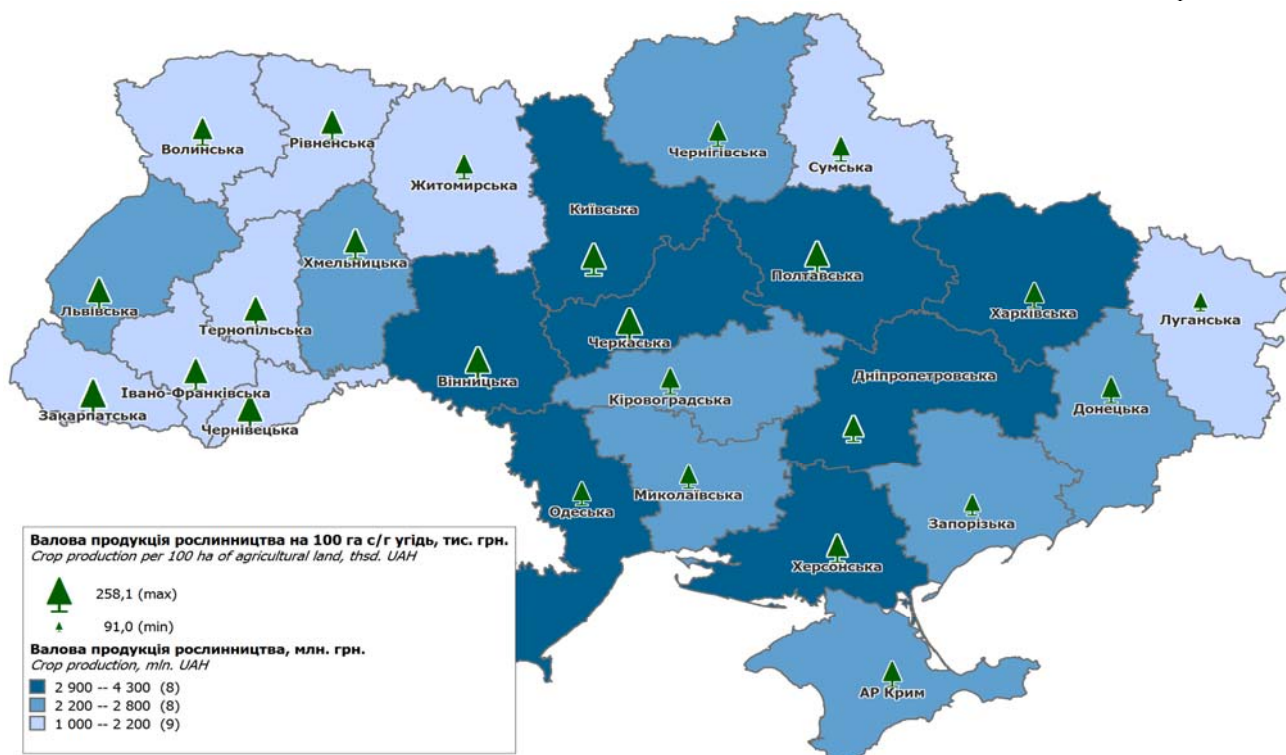 Волинська
Рівненська
Житомирська
Чернігівська
Сумська
Київська
Львівська
Хмельницька
Тернопільська
Полтавська
Харківська
Луганська
Черкаська
Вінницька
Закарпатська
Івано-Франківська
Чернівецька
Кіровоградська
Дніпропетровська
Донецька
Одеська
Миколаївська
Запорізька
Херсонська
АР Крим
Валова продукція рослинництва на 100 га с/г угідь, тис. грн.
Crop production per 100 ha of agricultural land, thsd. UAH
258,1 (max)
91,0 (min)
Валова продукція рослинництва, млн. грн.
Crop production, mln. UAH
2 900 -- 4 300 (8)
2 200 -- 2 800 (8)
1 000 -- 2 200 (9)